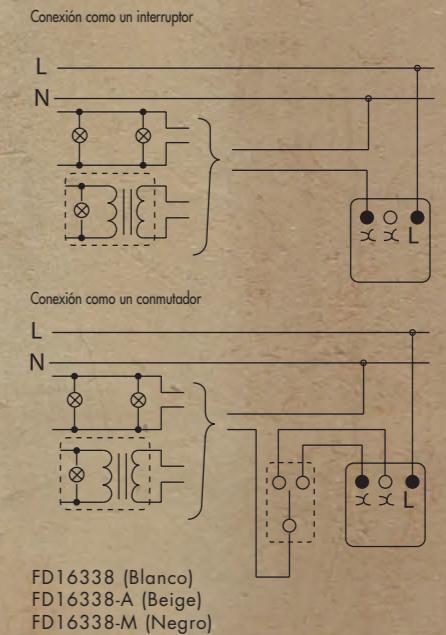 Conexión como un interruptor
L
N
L
Conexión como un conmutador
L
N
L
FD16338 (Blanco)
FD16338-A (Beige)
FD16338-M (Negro)